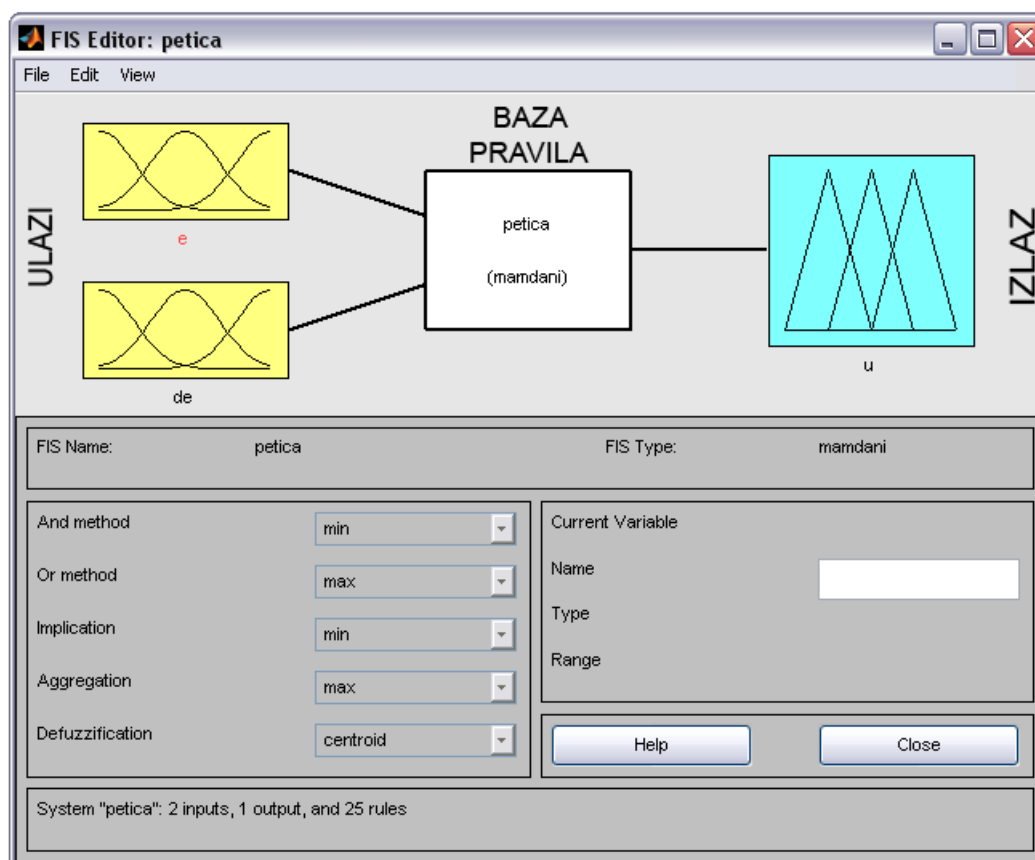 FIS Editor: petica
File Edit View
BAZA
PRAVILA
ULAZI
e
de
petica
(mamdani)
u
IZLAZ
FIS Name: petica FIS Type: mamdani
And method min
Or method max
Implication min
Aggregation max
Defuzzification centroid
Current Variable
Name
Type
Range
Help Close
System "petica": 2 inputs, 1 output, and 25 rules